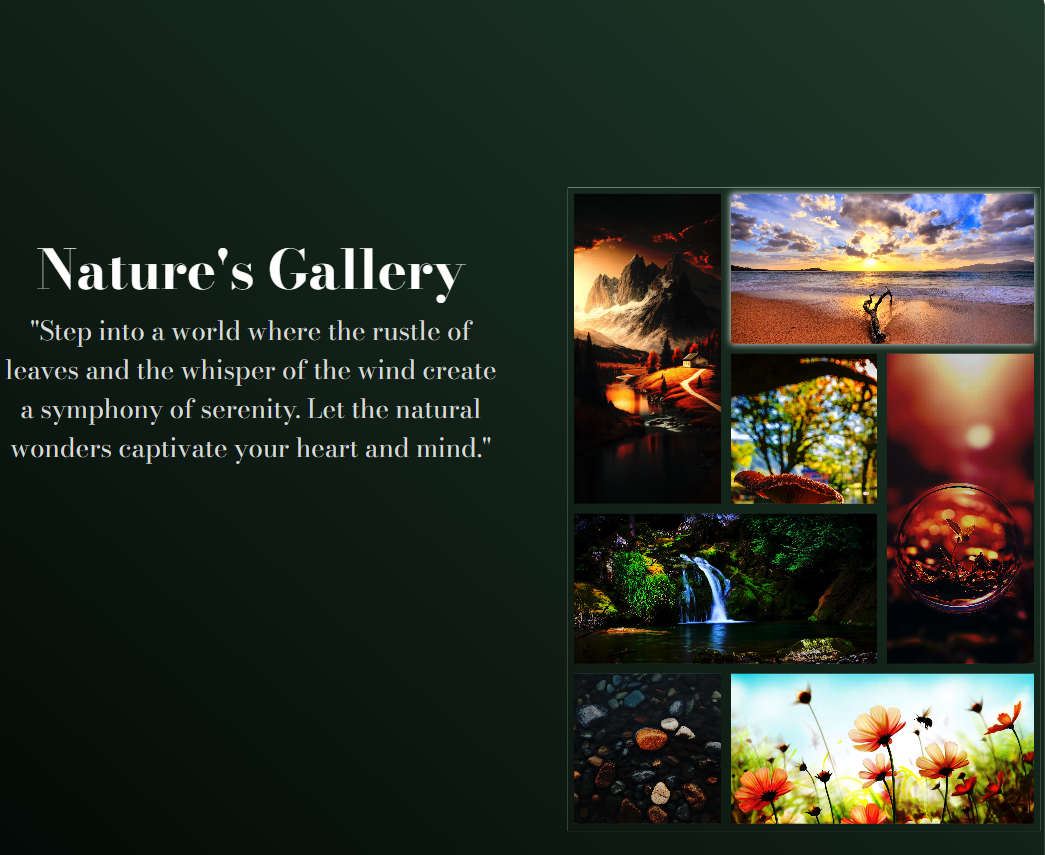 Nature's Gallery
"Step into a world where the rustle of
leaves and the whisper of the wind create
a symphony of serenity. Let the natural
wonders captivate your heart and mind."